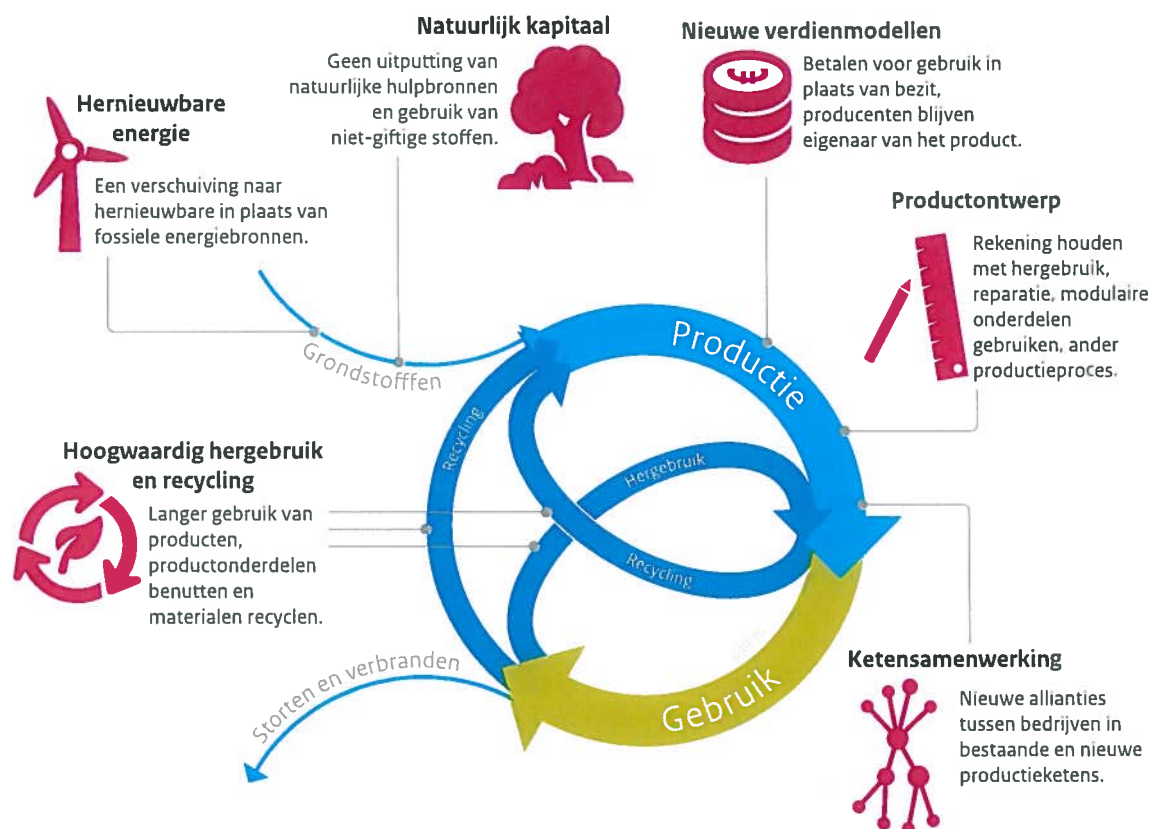 Natuurlijk kapitaal
Geen uitputting van
natuurlijke hulpbronnen
en gebruik van
niet-giftige stoffen.
Nieuwe verdienmodellen
Betalen voor gebruik in
plaats van bezit,
producenten blijven
eigenaar van het product.
Hernieuwbare
energie
Een verschuiving naar
hernieuwbare in plaats van
fossiele energiebronnen.
Productontwerp
Rekening houden
met hergebruik,
reparatie, modulaire
onderdelen
gebruiken, ander
productieproces.
Grondstofffen
Productie
Recycling
Hergebruik
Recycling
Hoogwaardig hergebruik
en recycling
Langer gebruik van
producten,
productonderdelen
benutten en
materialen recyclen.
Storten en verbranden
Gebruik
Ketensamenwerking
Nieuwe allianties
tussen bedrijven in
bestaande en nieuwe
productieketens.